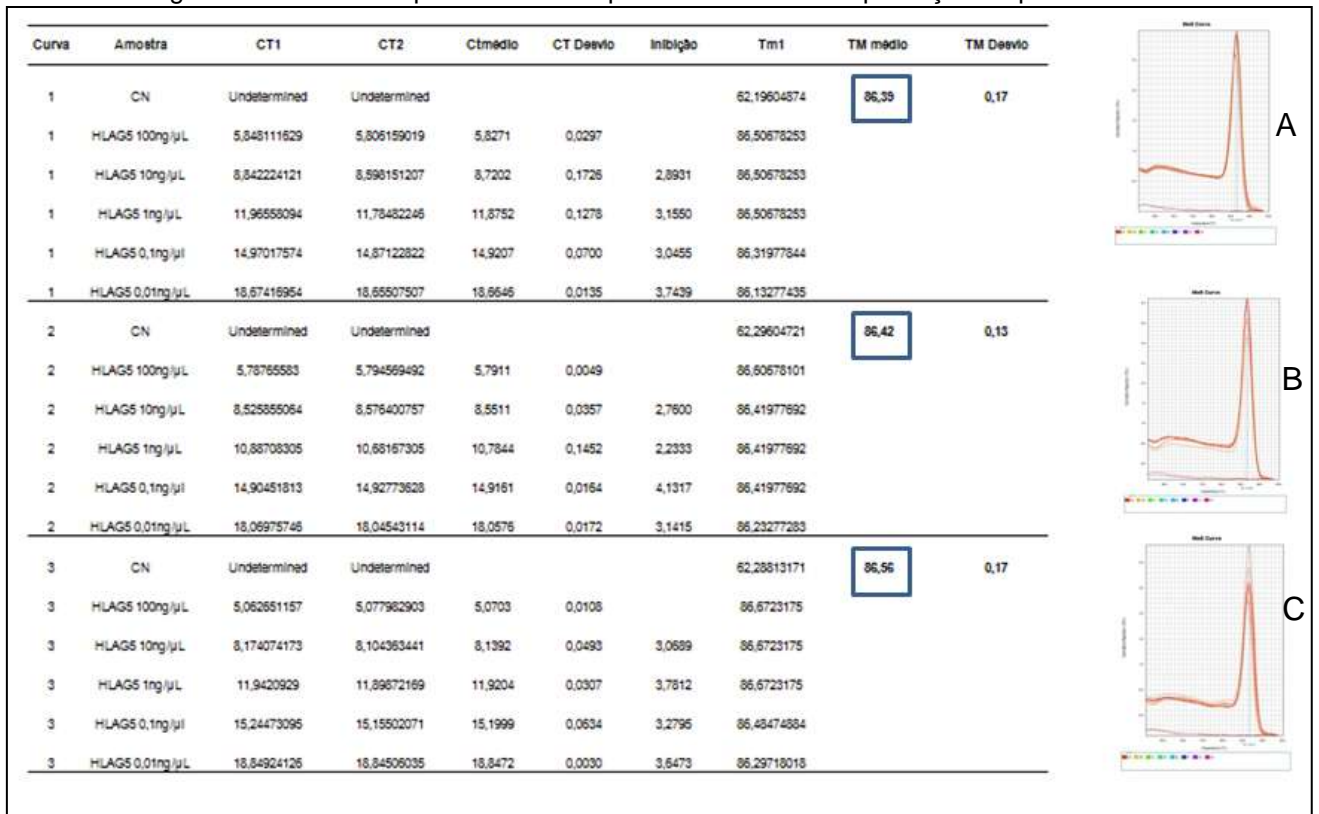 Curva Amostra CT1 CT2 Ctmédio CT Desvio Inibição Tm1 TM médio TM Desvio
1 CN Undetermined Undetermined 62,19604874 86,39 0,17
1 HLAG5 100ng/µL 5,848111629 5,806159019 5,8271 0,0297 86,50678253
1 HLAG5 10ng/µL 8,842224121 8,598151207 8,7202 0,1726 2,8931 86,50678253
1 HLAG5 1ng/µL 11,96558094 11,78482246 11,8752 0,1278 3,1550 86,50678253
1 HLAG5 0,1ng/µl 14,97017574 14,87122822 14,9207 0,0700 3,0455 86,31977844
1 HLAG5 0,01ng/µL 18,67416954 18,65507507 18,6646 0,0135 3,7439 86,13277435
2 CN Undetermined Undetermined 62,29604721 86,42 0,13
2 HLAG5 100ng/µL 5,78765583 5,794569492 5,7911 0,0049 86,60678101
2 HLAG5 10ng/µL 8,525855064 8,576400757 8,5511 0,0357 2,7600 86,41977692
2 HLAG5 1ng/µL 10,88708305 10,68167305 10,7844 0,1452 2,2333 86,41977692
2 HLAG5 0,1ng/µl 14,90451813 14,92773628 14,9161 0,0164 4,1317 86,41977692
2 HLAG5 0,01ng/µL 18,06975746 18,04543114 18,0576 0,0172 3,1415 86,23277283
3 CN Undetermined Undetermined 62,28813171 86,56 0,17
3 HLAG5 100ng/µL 5,062651157 5,077982903 5,0703 0,0108 86,6723175
3 HLAG5 10ng/µL 8,174074173 8,104363441 8,1392 0,0493 3,0689 86,6723175
3 HLAG5 1ng/µL 11,9420929 11,89872169 11,9204 0,0307 3,7812 86,6723175
3 HLAG5 0,1ng/µl 15,24473095 15,15502071 15,1999 0,0634 3,2795 86,48474884
3 HLAG5 0,01ng/µL 18,84924126 18,84506035 18,8472 0,0030 3,6473 86,29718018
Melt Curve
A
Melt Curve
B
Melt Curve
C